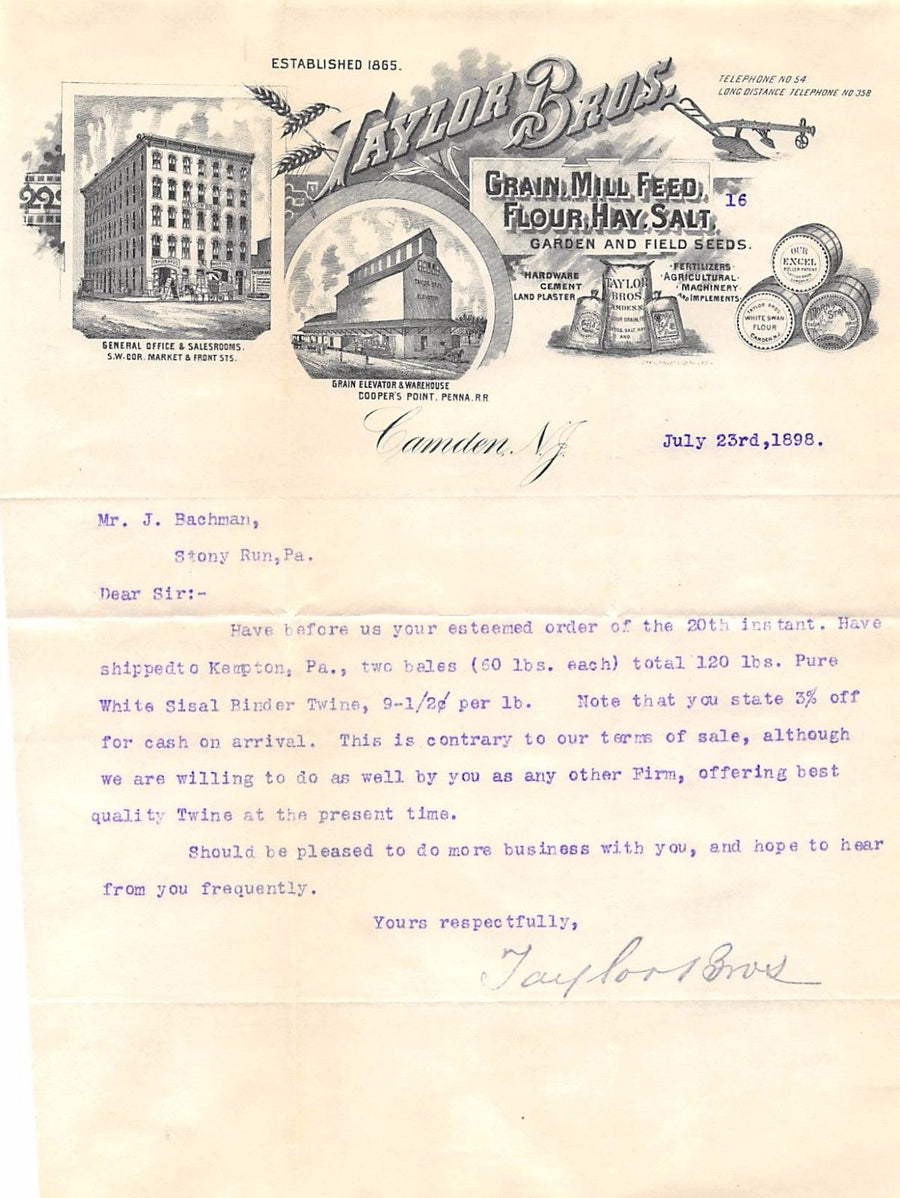 ESTABLISHED 1865.
TAYLOR BROS.
TELEPHONE NO 54
LONG DISTANCE TELEPHONE NO 358
GRAIN, MILL FEED,
FLOUR, HAY, SALT,
16
GARDEN AND FIELD SEEDS.
HARDWARE
CEMENT
LAND PLASTER
FERTILIZERS
AGRICULTURAL
MACHINERY
AND IMPLEMENTS
TAYLOR
BROS.
CAMDEN N.J.
OUR
EXCEL
TAYLOR BROS.
WHITE SWAN
FLOUR
CAMDEN, N.J.
GENERAL OFFICE & SALESROOMS.
S.W. COR. MARKET & FRONT STS.
GRAIN ELEVATOR & WAREHOUSE
COOPER'S POINT. PENNA. R.R.
Camden, N.J.
July 23rd,1898.
Mr. J. Bachman,
Stony Run,Pa.
Dear Sir:-
Have before us your esteemed order of the 20th instant. Have
shippedto Kempton, Pa., two bales (60 lbs. each) total 120 lbs. Pure
White Sisal Binder Twine, 9-1/2¢ per lb. Note that you state 3% off
for cash on arrival. This is contrary to our terms of sale, although
we are willing to do as well by you as any other Firm, offering best
quality Twine at the present time.
Should be pleased to do more business with you, and hope to hear
from you frequently.
Yours respectfully,
Taylor Bros